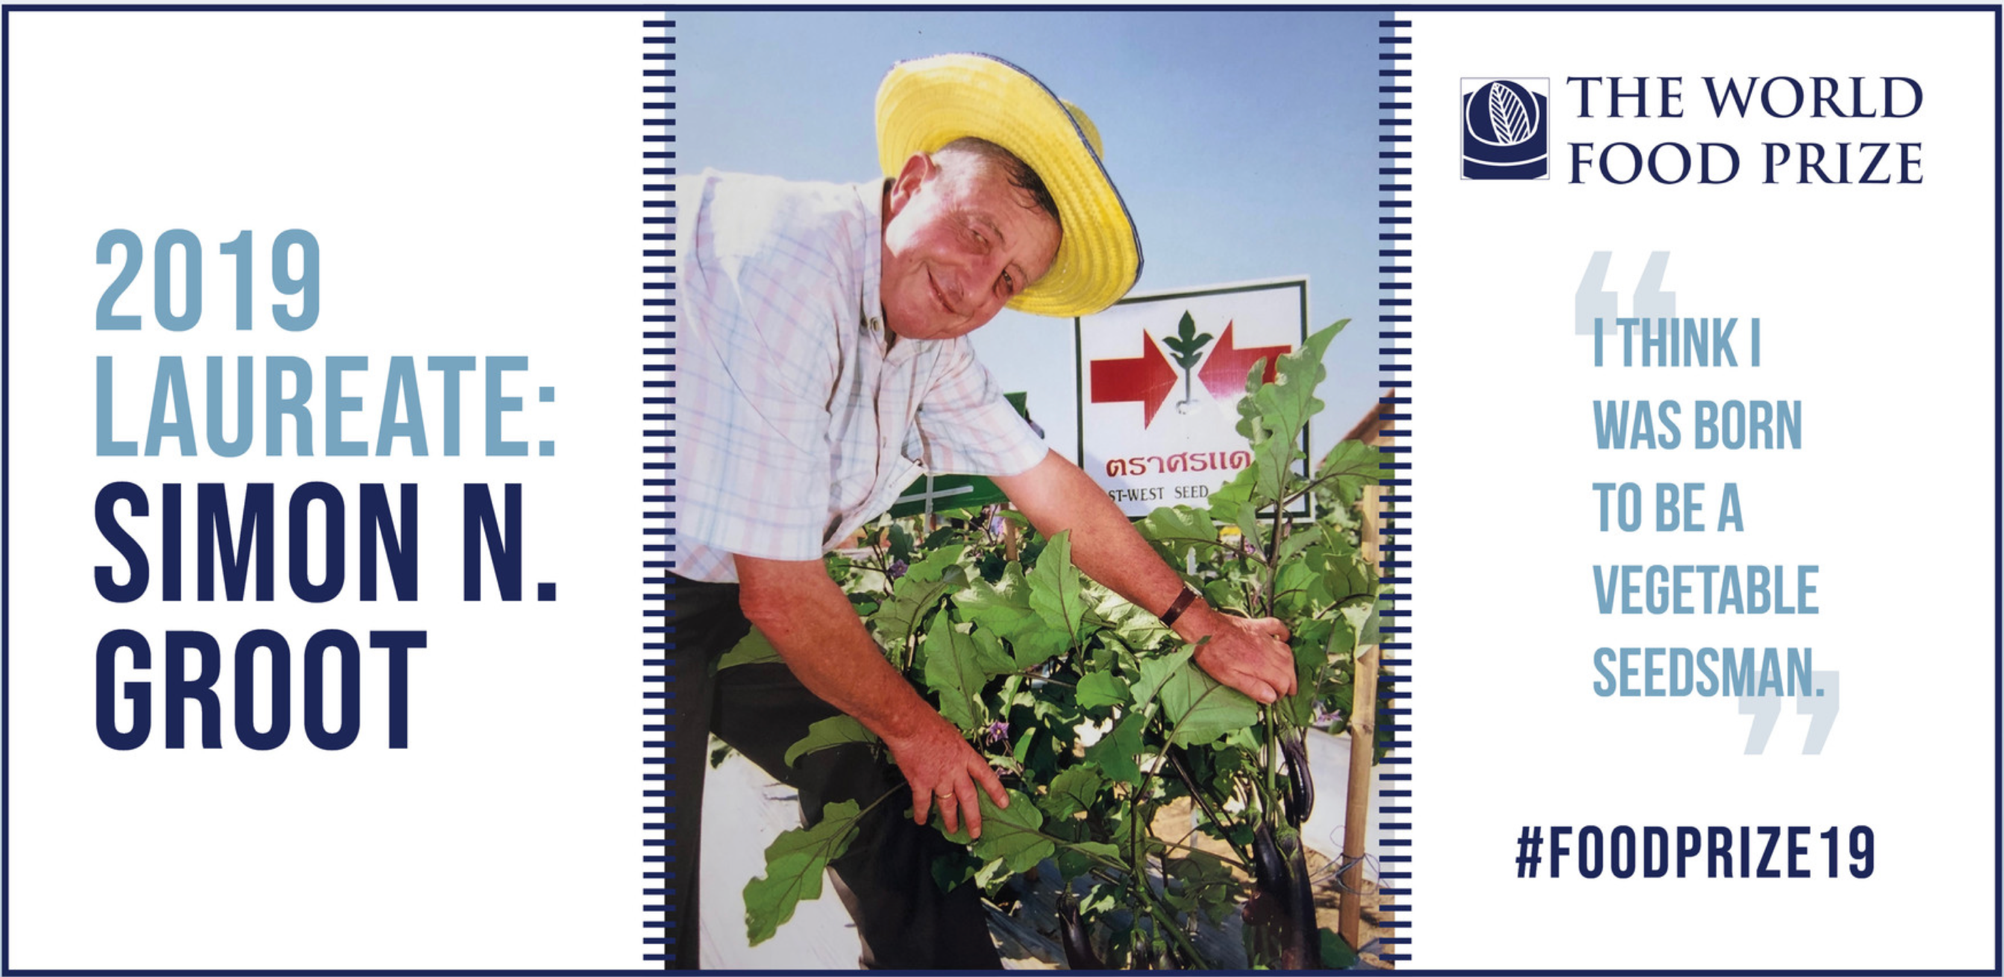 2019
LAUREATE:
SIMON N.
GROOT
ตราศรแด
ST-WEST SEED
THE WORLD
FOOD PRIZE
“I THINK I
WAS BORN
TO BE A
VEGETABLE
SEEDSMAN.”
#FOODPRIZE19